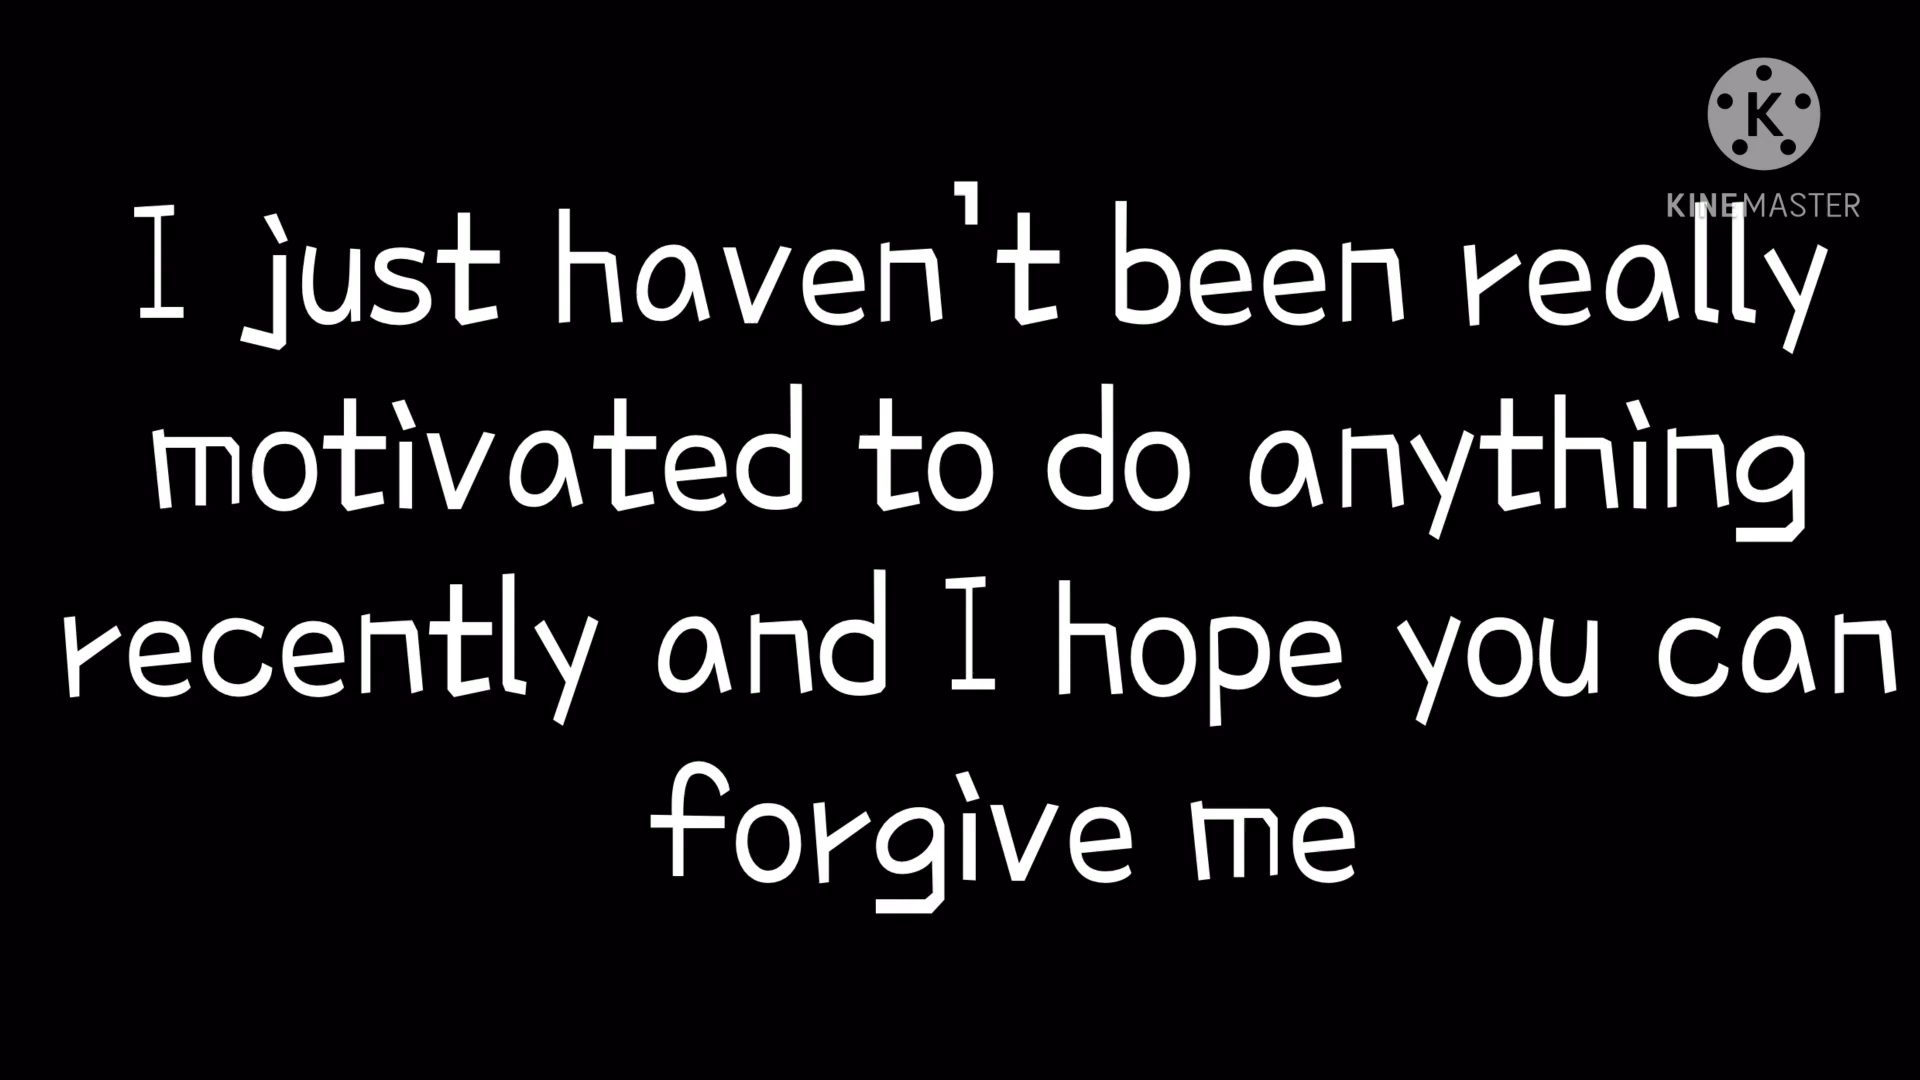 K
KINEMASTER
I just haven't been really
motivated to do anything
recently and I hope you can
forgive me